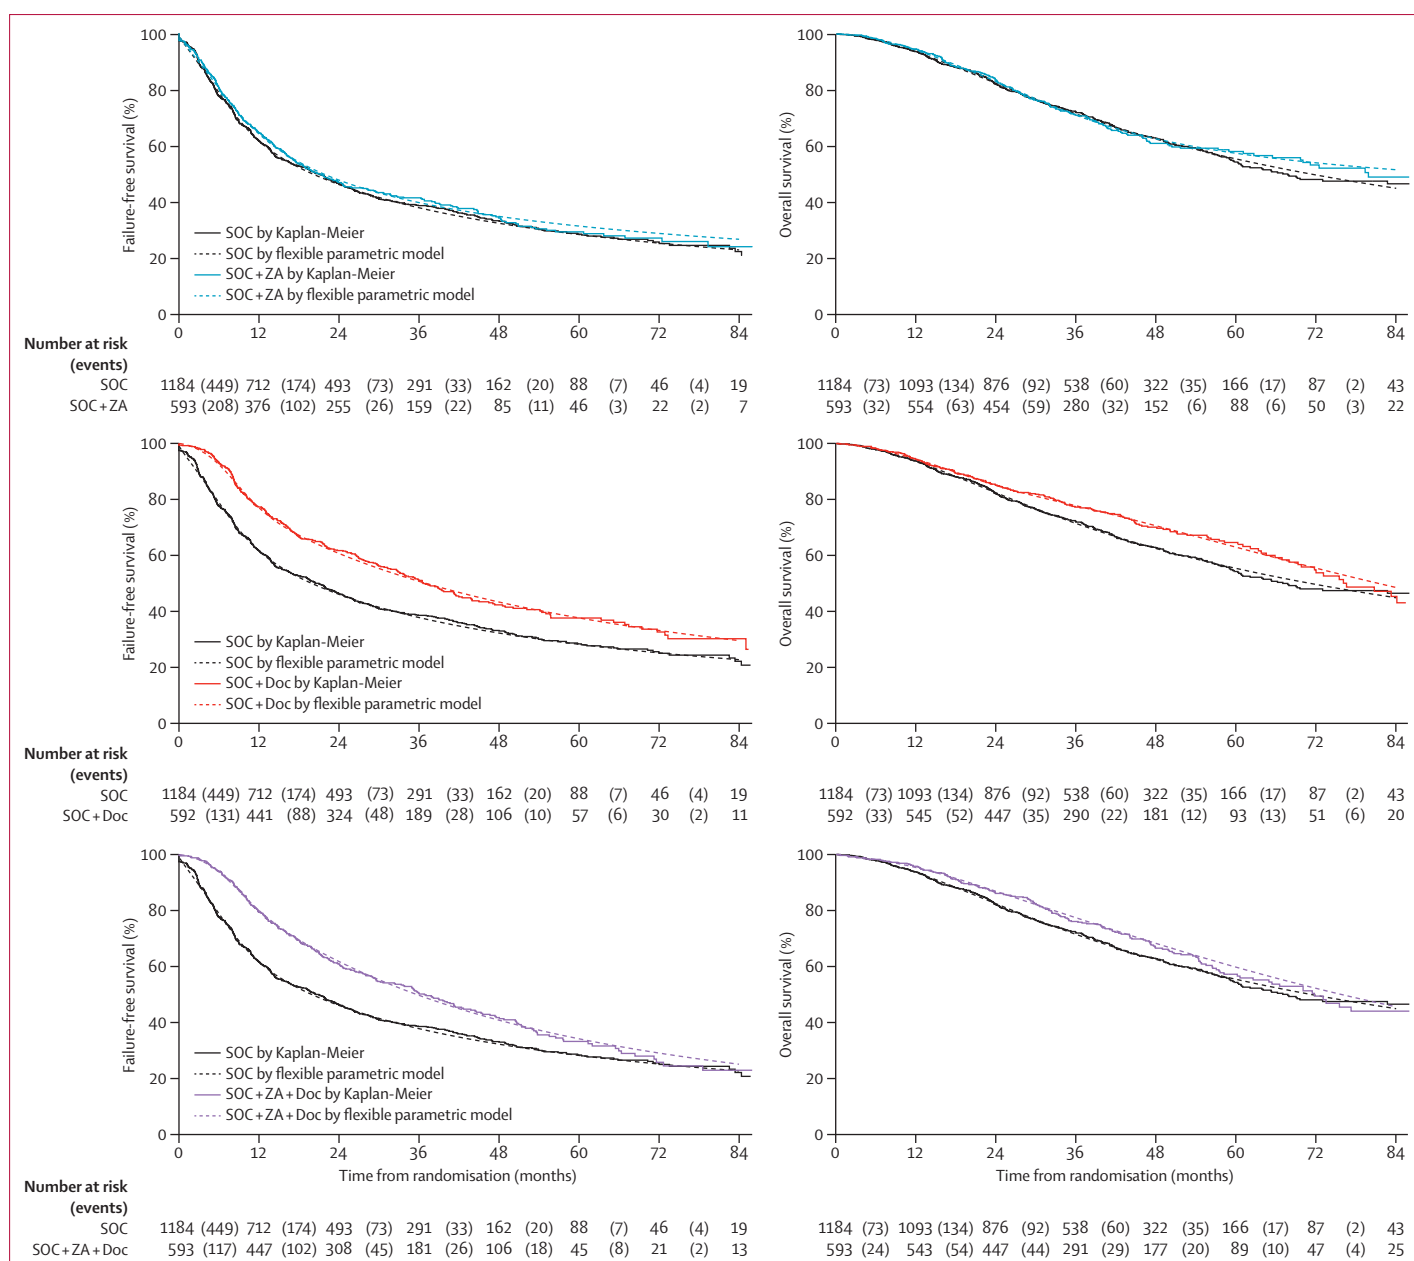 100
80
60
40
20
0
Failure-free survival (%)
SOC by Kaplan-Meier
SOC by flexible parametric model
SOC+ZA by Kaplan-Meier
SOC+ZA by flexible parametric model
0 12 24 36 48 60 72 84
100
80
60
40
20
0
Overall survival (%)
0 12 24 36 48 60 72 84
Number at risk
(events)
SOC 1184 (449) 712 (174) 493 (73) 291 (33) 162 (20) 88 (7) 46 (4) 19 1184 (73) 1093 (134) 876 (92) 538 (60) 322 (35) 166 (17) 87 (2) 43
SOC+ZA 593 (208) 376 (102) 255 (26) 159 (22) 85 (11) 46 (3) 22 (2) 7 593 (32) 554 (63) 454 (59) 280 (32) 152 (6) 88 (6) 50 (3) 22
100
80
60
40
20
0
Failure-free survival (%)
SOC by Kaplan-Meier
SOC by flexible parametric model
SOC+Doc by Kaplan-Meier
SOC+Doc by flexible parametric model
0 12 24 36 48 60 72 84
100
80
60
40
20
0
Overall survival (%)
0 12 24 36 48 60 72 84
Number at risk
(events)
SOC 1184 (449) 712 (174) 493 (73) 291 (33) 162 (20) 88 (7) 46 (4) 19 1184 (73) 1093 (134) 876 (92) 538 (60) 322 (35) 166 (17) 87 (2) 43
SOC+Doc 592 (131) 441 (88) 324 (48) 189 (28) 106 (10) 57 (6) 30 (2) 11 592 (33) 545 (52) 447 (35) 290 (22) 181 (12) 93 (13) 51 (6) 20
100
80
60
40
20
0
Failure-free survival (%)
SOC by Kaplan-Meier
SOC by flexible parametric model
SOC+ZA+Doc by Kaplan-Meier
SOC+ZA+Doc by flexible parametric model
0 12 24 36 48 60 72 84
Time from randomisation (months)
100
80
60
40
20
0
Overall survival (%)
0 12 24 36 48 60 72 84
Time from randomisation (months)
Number at risk
(events)
SOC 1184 (449) 712 (174) 493 (73) 291 (33) 162 (20) 88 (7) 46 (4) 19 1184 (73) 1093 (134) 876 (92) 538 (60) 322 (35) 166 (17) 87 (2) 43
SOC+ZA+Doc 593 (117) 447 (102) 308 (45) 181 (26) 106 (18) 45 (8) 21 (2) 13 593 (24) 543 (54) 447 (44) 291 (29) 177 (20) 89 (10) 47 (4) 25